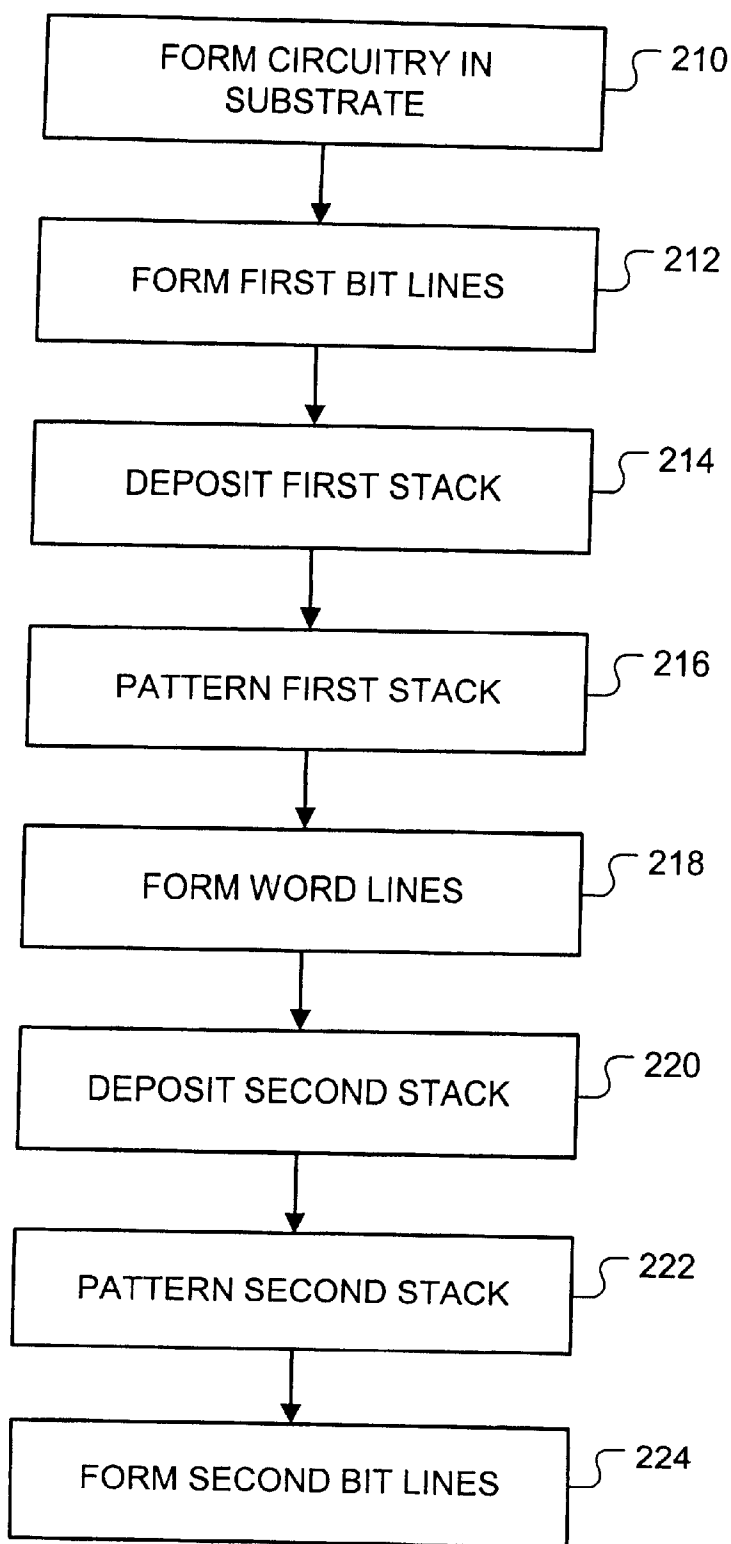 FORM CIRCUITRY IN
SUBSTRATE
210
FORM FIRST BIT LINES
212
DEPOSIT FIRST STACK
214
PATTERN FIRST STACK
216
FORM WORD LINES
218
DEPOSIT SECOND STACK
220
PATTERN SECOND STACK
222
FORM SECOND BIT LINES
224